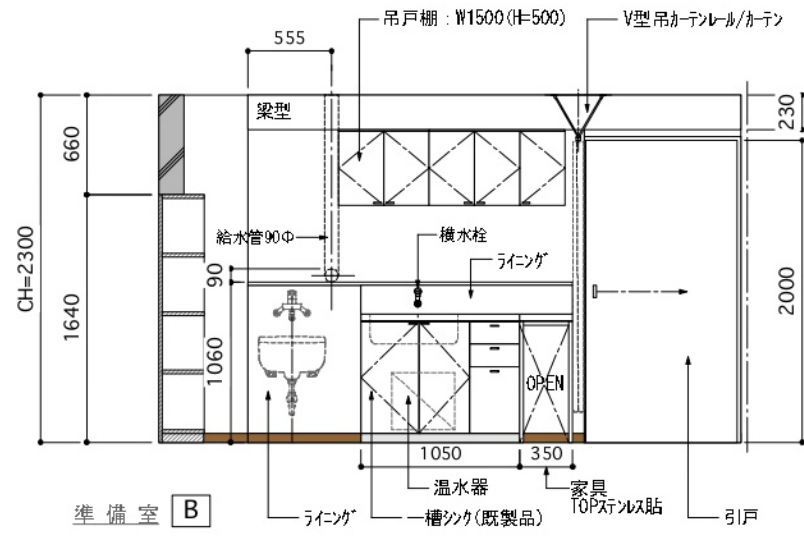 吊戸棚：W1500(H=500)
V型吊カーテンレール/カーテン
555
梁型
230
660
CH=2300
給水管90Φ
横水栓
ライニング
90
1640
1060
2000
OPEN
1050
350
温水器
家具
TOPステンレス貼
準備室 B
ライニング
一槽シンク(既製品)
引戸